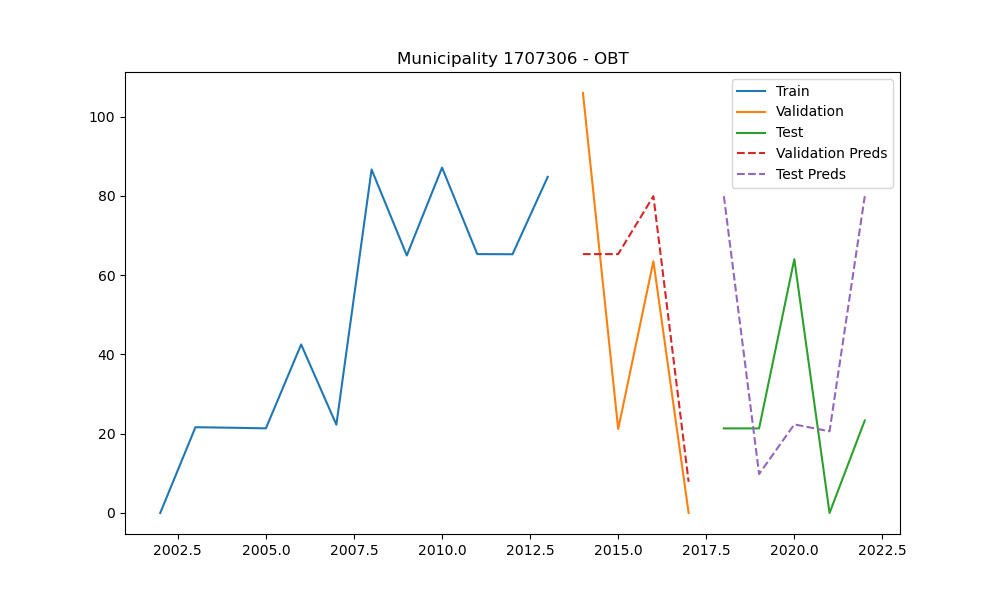 Municipality 1707306 - OBT
Train
Validation
Test
Validation Preds
Test Preds
100
80
60
40
20
0
2002.5 2005.0 2007.5 2010.0 2012.5 2015.0 2017.5 2020.0 2022.5